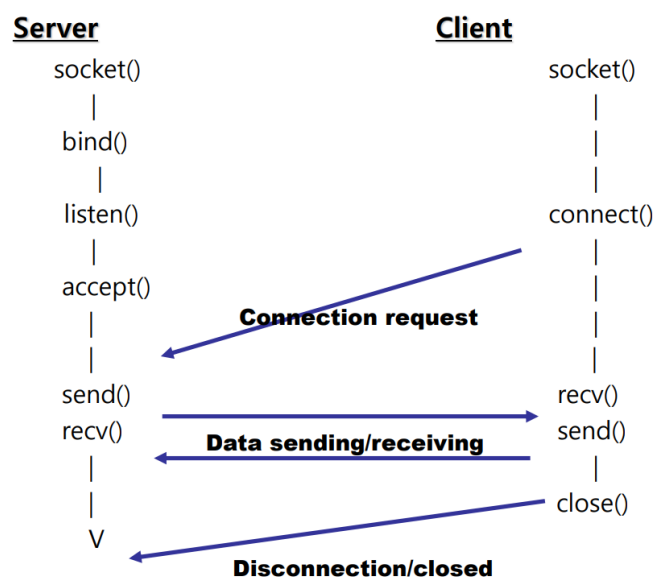 Server Client
socket() socket()
| |
bind() |
| |
listen() connect()
| |
accept() |
Connection request
| |
| |
send() recv()
recv() send()
Data sending/receiving
| |
| close()
V
Disconnection/closed